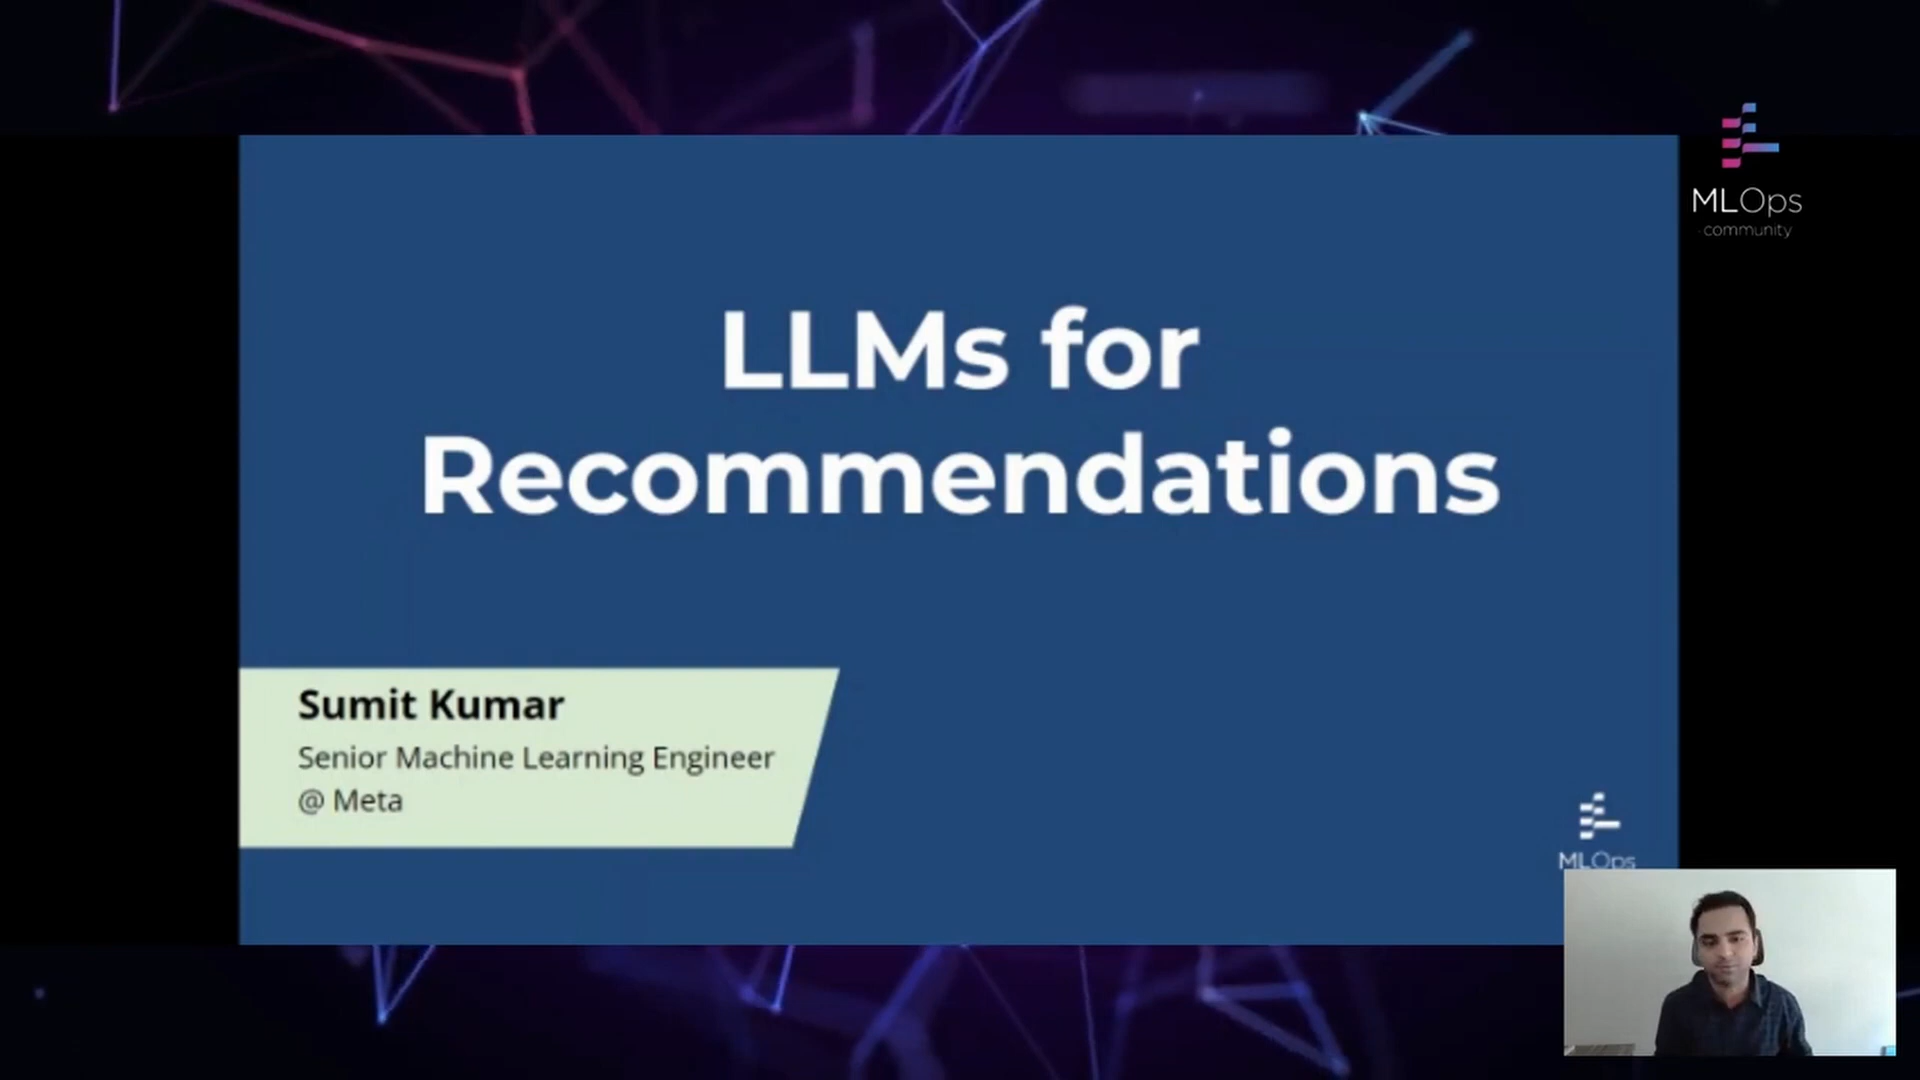 MLOps
community
LLMs for
Recommendations
Sumit Kumar
Senior Machine Learning Engineer
@ Meta
MLOps